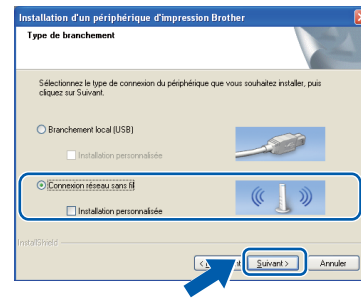 Installation d'un périphérique d'impression Brother
Type de branchement
Sélectionnez le type de connexion du périphérique que vous souhaitez installer, puis
cliquez sur Suivant.
Branchement local (USB)
Installation personnalisée
Connexion réseau sans fil
Installation personnalisée
InstallShield
Suivant >
Annuler